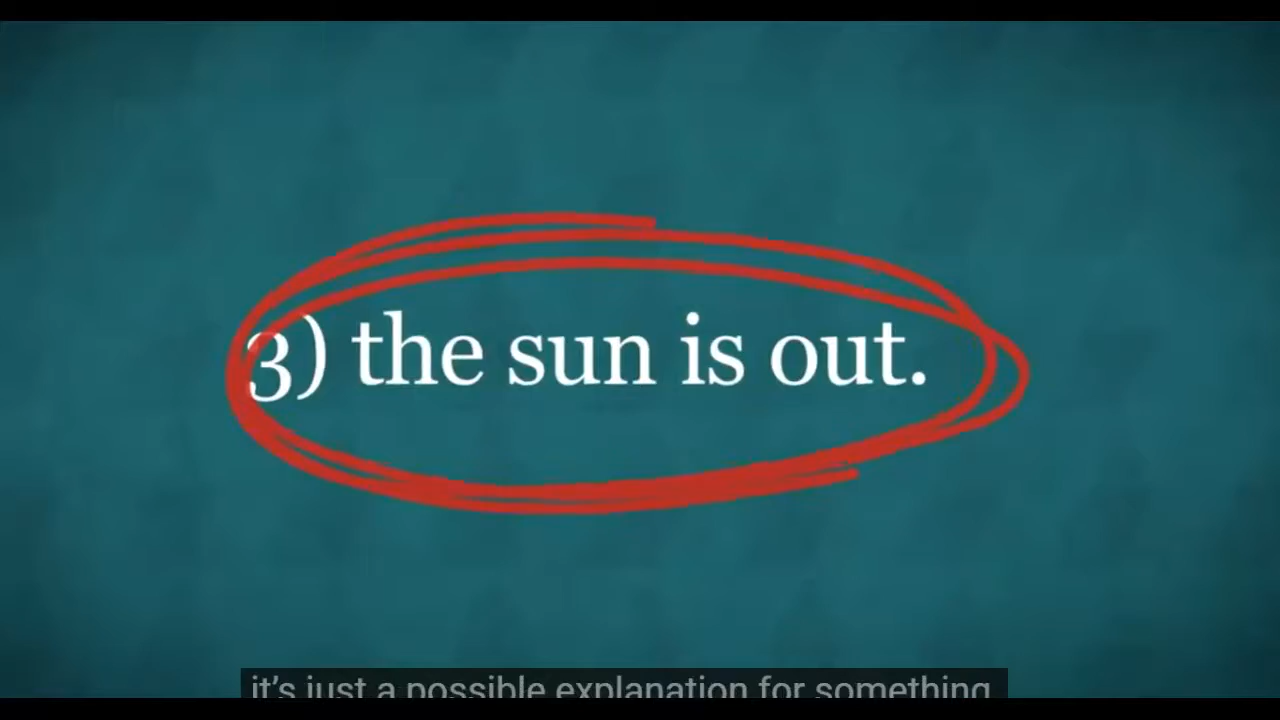 3) the sun is out.
it's just a possible explanation for something